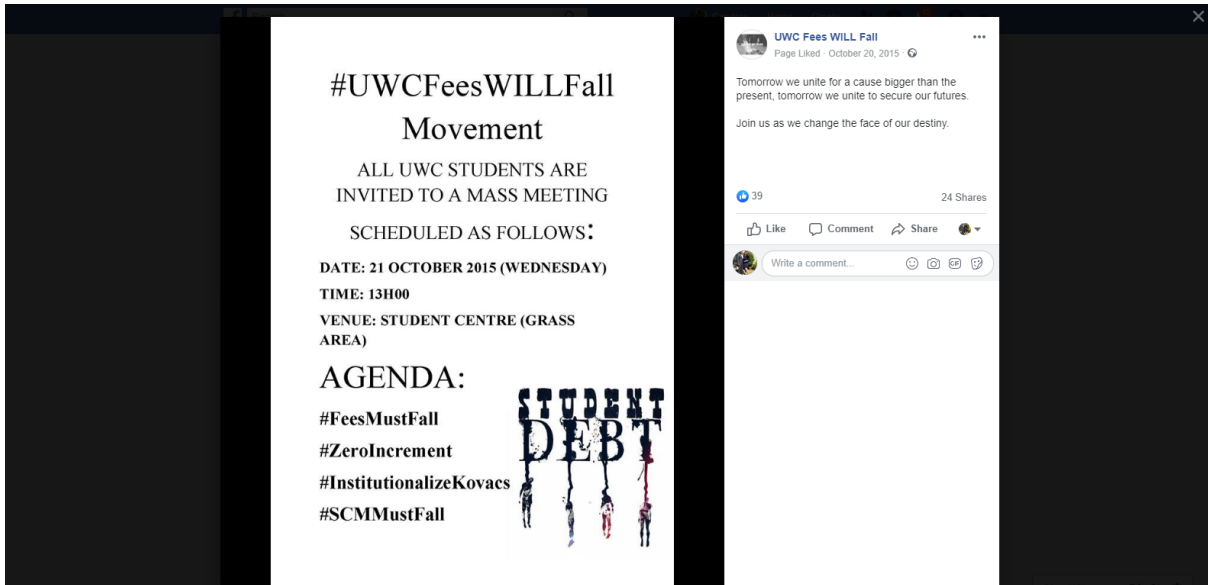 #UWCFeesWILLFall
Movement
ALL UWC STUDENTS ARE
INVITED TO A MASS MEETING
SCHEDULED AS FOLLOWS:
DATE: 21 OCTOBER 2015 (WEDNESDAY)
TIME: 13H00
VENUE: STUDENT CENTRE (GRASS
AREA)
AGENDA:
#FeesMustFall
#ZeroIncrement
#InstitutionalizeKovacs
#SCMMustFall
STUDENT
DEBT
UWC Fees WILL Fall
Page Liked · October 20, 2015 ·
Tomorrow we unite for a cause bigger than the
present, tomorrow we unite to secure our futures.
Join us as we change the face of our destiny.
39
24 Shares
Like Comment Share
Write a comment...
GIF